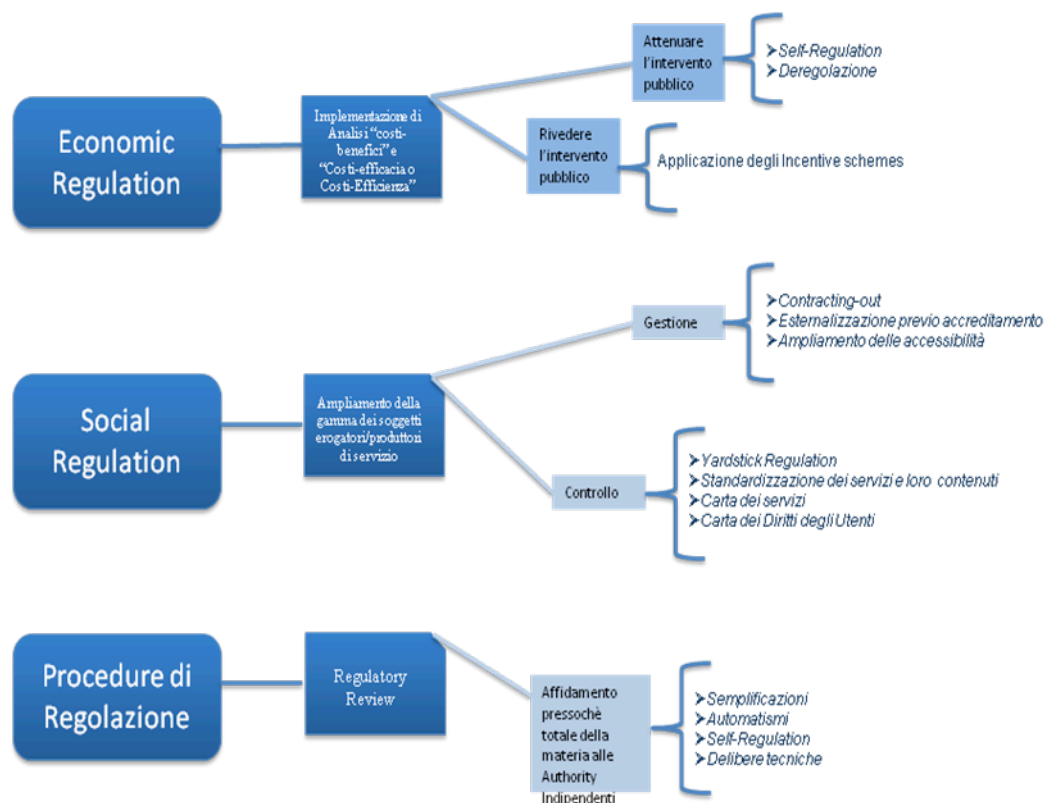 Economic
Regulation
Implementazione di
Analisi “costi-
benefici” e
“Costi-efficacia o
Costi-Efficienza”
Attenuare
l’intervento
pubblico
➢Self-Regulation
➢Deregolazione
Rivedere
l’intervento
pubblico
Applicazione degli Incentive schemes
Social
Regulation
Ampliamento della
gamma dei soggetti
erogatori/produttori
di servizio
Gestione
➢Contracting-out
➢Esternalizzazione previo accreditamento
➢Ampliamento delle accessibilità
Controllo
➢Yardstick Regulation
➢Standardizzazione dei servizi e loro contenuti
➢Carta dei servizi
➢Carta dei Diritti degli Utenti
Procedure di
Regolazione
Regulatory
Review
Affidamento
pressochè
totale della
materia alle
Authority
Indipendenti
➢Semplificazioni
➢Automatismi
➢Self-Regulation
➢Delibere tecniche